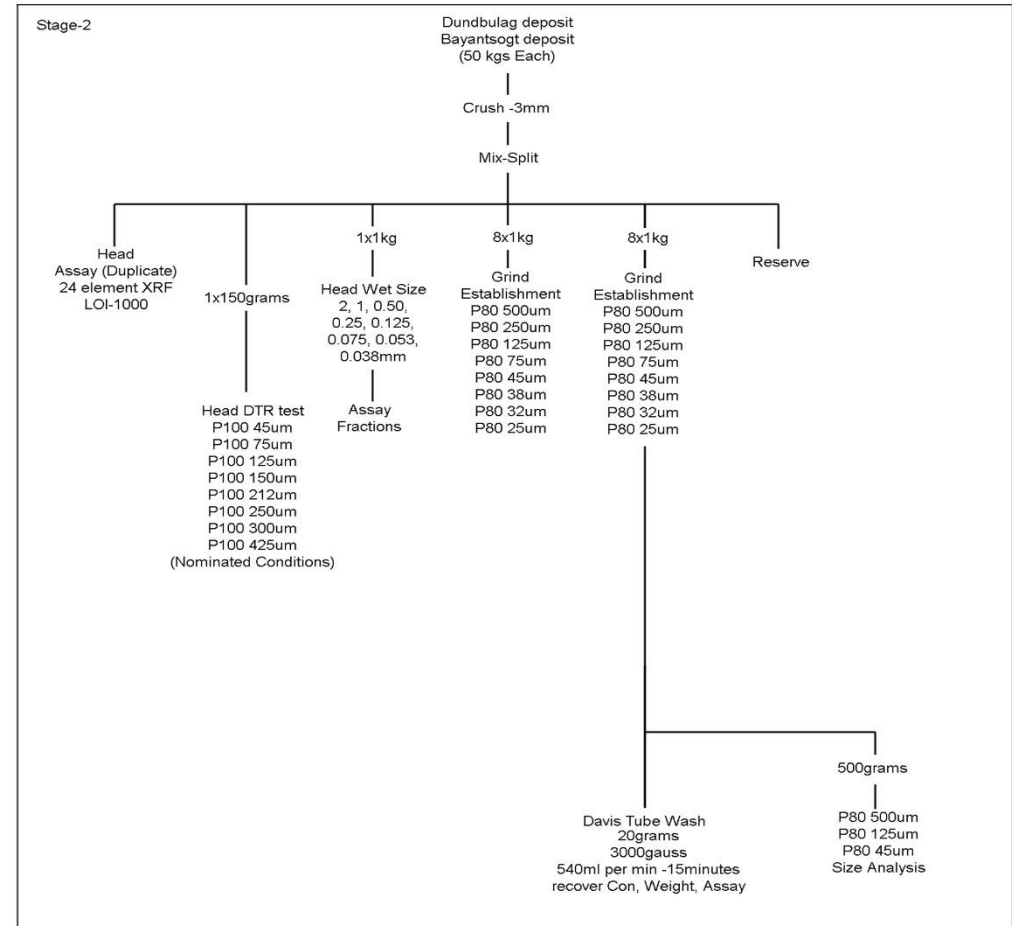 Stage-2
Dundbulag deposit
Bayantsogt deposit
(50 kgs Each)
Crush -3mm
Mix-Split
Head
Assay (Duplicate)
24 element XRF
LOI-1000
1x150grams
Head DTR test
P100 45um
P100 75um
P100 125um
P100 150um
P100 212um
P100 250um
P100 300um
P100 425um
(Nominated Conditions)
1x1kg
Head Wet Size
2, 1, 0.50,
0.25, 0.125,
0.075, 0.053,
0.038mm
Assay
Fractions
8x1kg
Grind
Establishment
P80 500um
P80 250um
P80 125um
P80 75um
P80 45um
P80 38um
P80 32um
P80 25um
8x1kg
Grind
Establishment
P80 500um
P80 250um
P80 125um
P80 75um
P80 45um
P80 38um
P80 32um
P80 25um
Reserve
Davis Tube Wash
20grams
3000gauss
540ml per min -15minutes
recover Con, Weight, Assay
500grams
P80 500um
P80 125um
P80 45um
Size Analysis